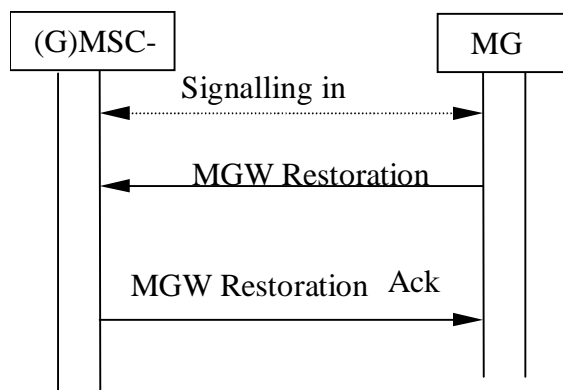 (G)MSC-
MG
Signalling in
MGW Restoration
MGW Restoration Ack